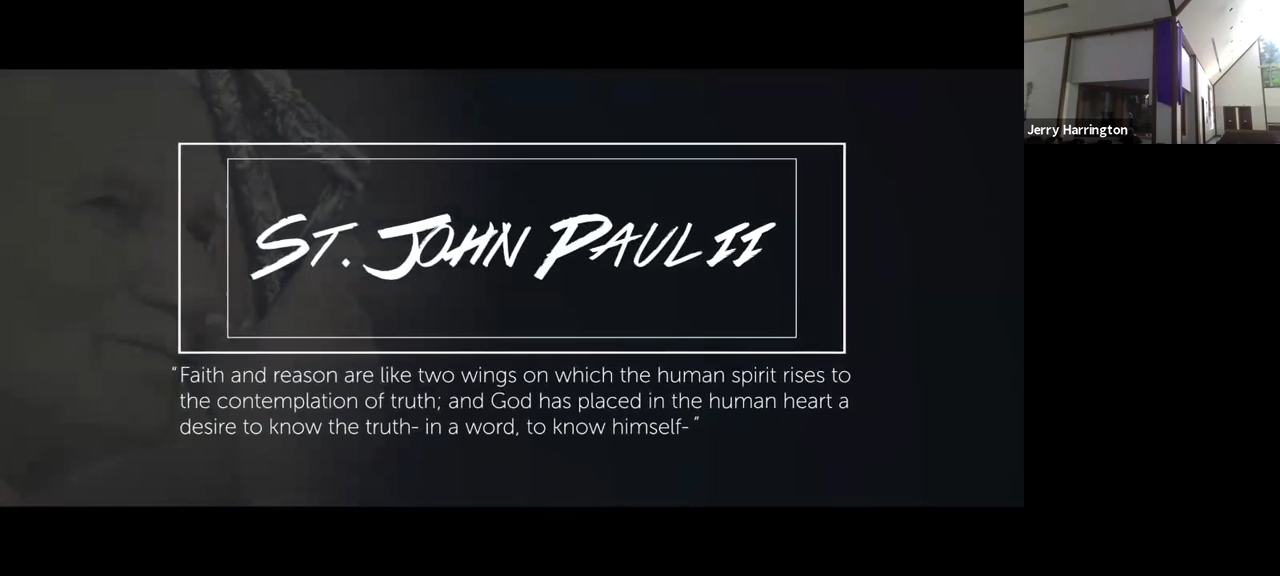 ST. JOHN PAUL II
“Faith and reason are like two wings on which the human spirit rises to
the contemplation of truth; and God has placed in the human heart a
desire to know the truth- in a word, to know himself-”
Jerry Harrington